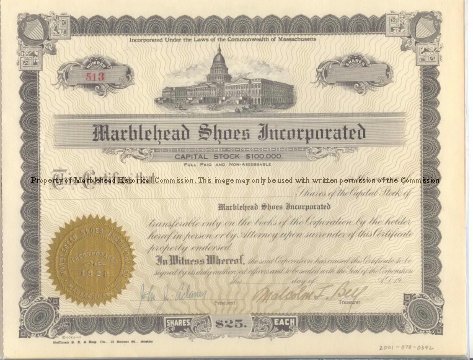 Incorporated Under the Laws of the Commonwealth of Massachusetts
513
Marblehead Shoes Incorporated
CAPITAL STOCK $100,000.
FULL PAID AND NON-ASSESSABLE
Property of Marblehead Historical Commission. This image may only be used with written permission of the Commission.
Shares of the Capital Stock of
Marblehead Shoes Incorporated
transferable only on the books of the Corporation by the holder
hereof in person or by Attorney upon surrender of this Certificate
properly endorsed.
In Witness Whereof, the said Corporation has caused this Certificate to be
signed by its duly authorized officers and to be sealed with the Seal of the Corporation
day of A.D. 19
Malcolm L. Bell
President Treasurer
SHARES $25. EACH
2001-078-0392